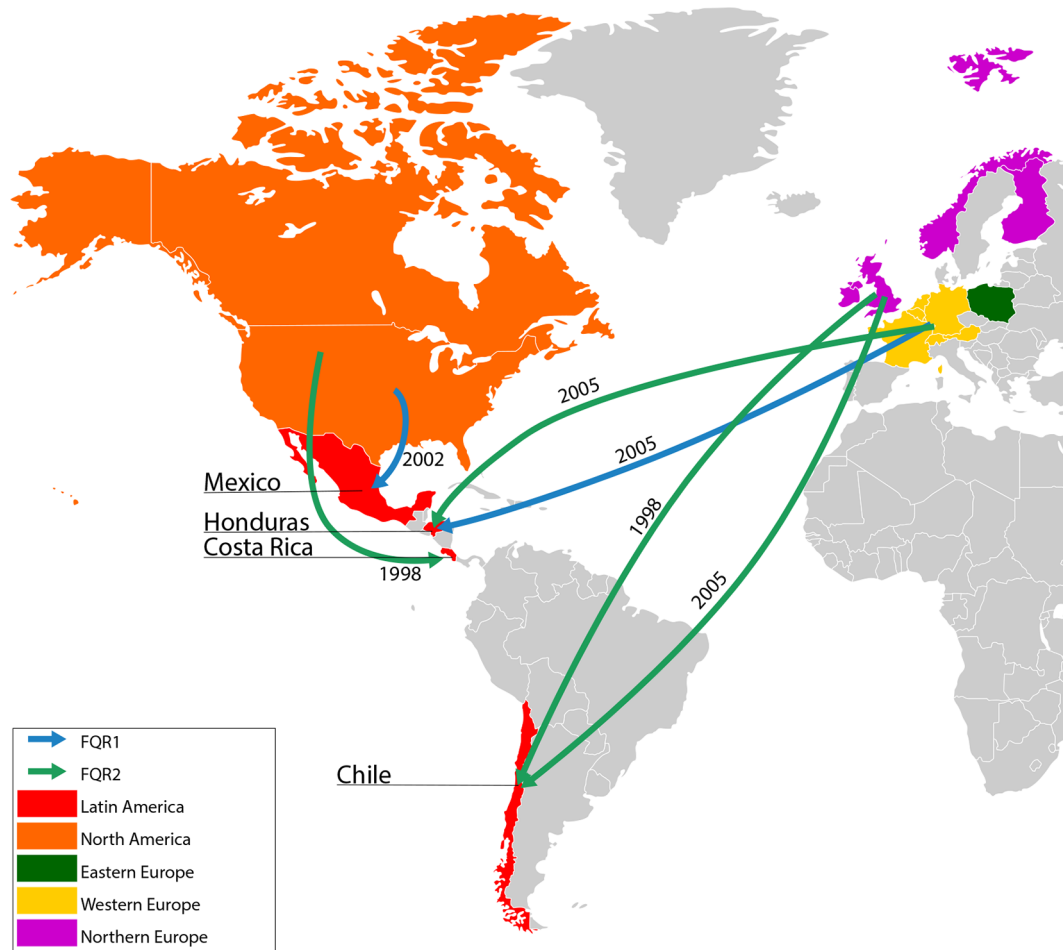 2005
2005
2002
Mexico
Honduras
1998
Costa Rica
1998
2005
Chile
FQR1
FQR2
Latin America
North America
Eastern Europe
Western Europe
Northern Europe